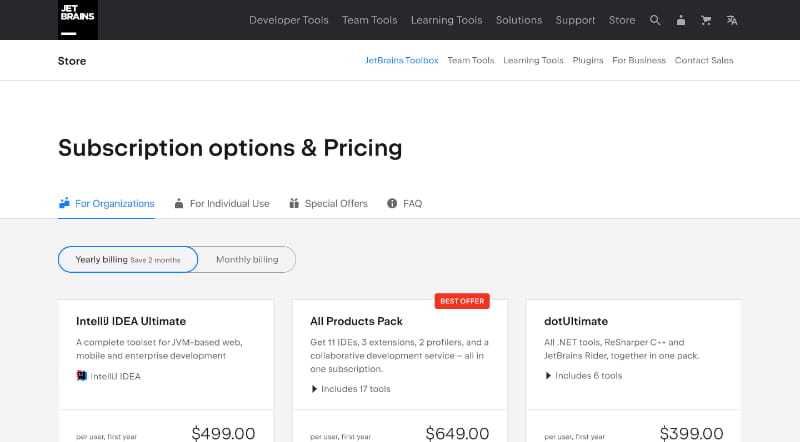 JET
BRAINS
Developer Tools Team Tools Learning Tools Solutions Support Store
Store
JetBrains Toolbox Team Tools Learning Tools Plugins For Business Contact Sales
Subscription options & Pricing
For Organizations For Individual Use Special Offers FAQ
Yearly billing Save 2 months Monthly billing
BEST OFFER
IntelliJ IDEA Ultimate
A complete toolset for JVM-based web,
mobile and enterprise development
IntelliJ IDEA
per user, first year $499.00
All Products Pack
Get 11 IDEs, 3 extensions, 2 profilers, and a
collaborative development service – all in
one subscription.
Includes 17 tools
per user, first year $649.00
dotUltimate
All .NET tools, ReSharper C++ and
JetBrains Rider, together in one pack.
Includes 6 tools
per user, first year $399.00